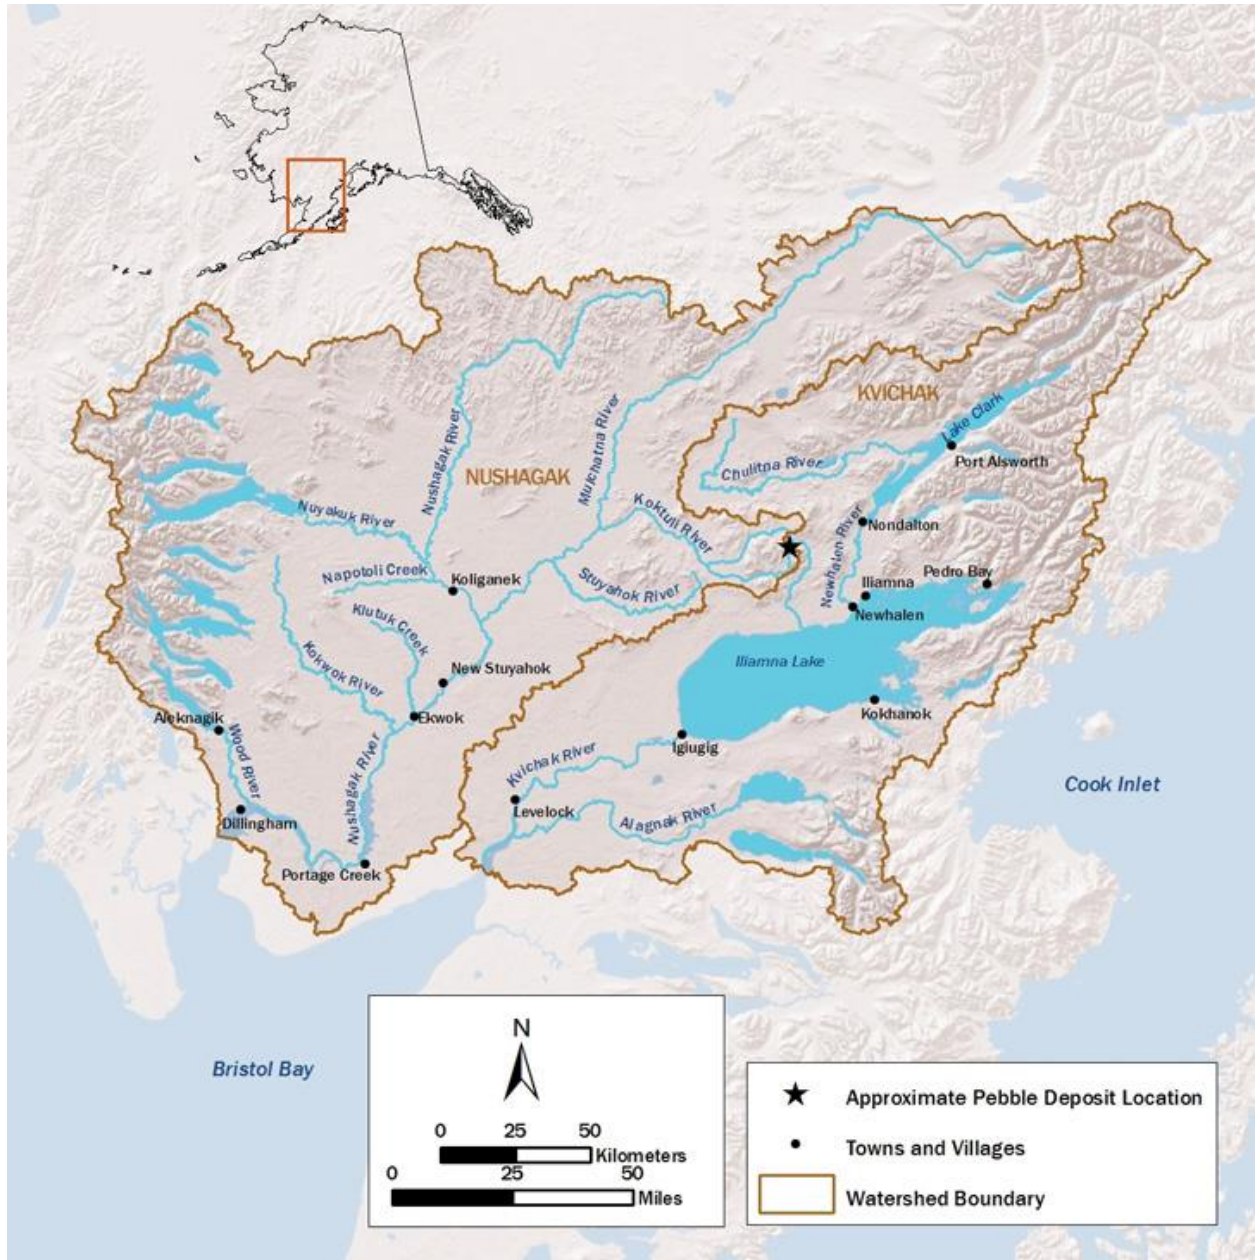 KVICHAK
Lake Clark
Nushagak River
Mulchatna River
Port Alsworth
Chulitna River
NUSHAGAK
Koktuli River
Nuyakuk River
Nondalton
Newhalen River
Napotoli Creek
Koliganek
Stuyahok River
Iliamna
Pedro Bay
Newhalen
Klutuk Creek
Kokwok River
New Stuyahok
Iliamna Lake
Aleknagik
Ekwok
Kokhanok
Wood River
Nushagak River
Igiugig
Kvichak River
Cook Inlet
Levelock
Alagnak River
Dillingham
Portage Creek
Bristol Bay
N
0 25 50
Kilometers
0 25 50
Miles
Approximate Pebble Deposit Location
Towns and Villages
Watershed Boundary